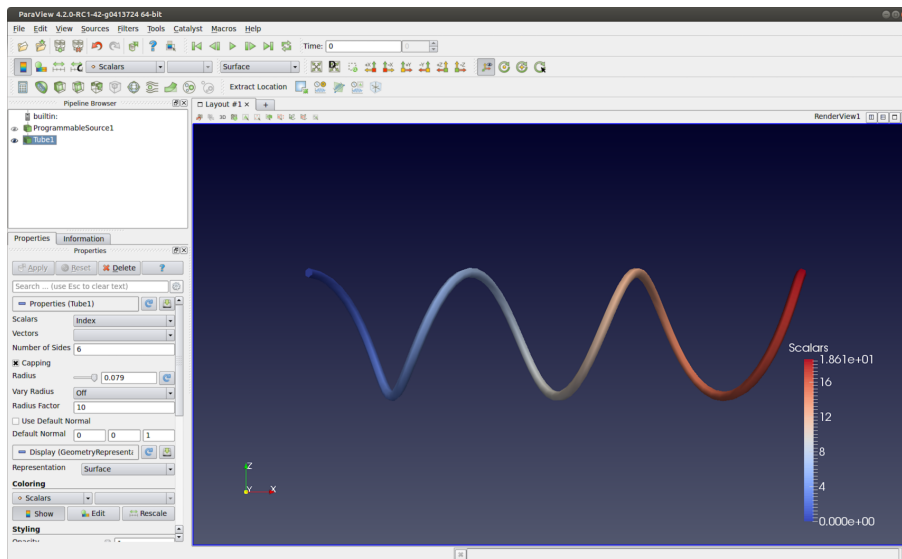 ParaView 4.2.0-RC1-42-g0413724 64-bit
File Edit View Sources Filters Tools Catalyst Macros Help
Time: 0 0
Scalars Surface
Extract Location
Pipeline Browser
Layout #1 × +
builtin:
3D
RenderView1
ProgrammableSource1
Tube1
Properties Information
Properties
Apply Reset Delete ?
Search ... (use Esc to clear text)
Properties (Tube1)
Scalars Index
Vectors
Number of Sides 6
Capping
Radius 0.079
Vary Radius Off
Radius Factor 10
Use Default Normal
Default Normal 0 0 1
Display (GeometryRepresenta
Representation Surface
Coloring
Scalars
Show Edit Rescale
Styling
Z
Y X
Scalars
1.861e+01
16
12
8
4
0.000e+00